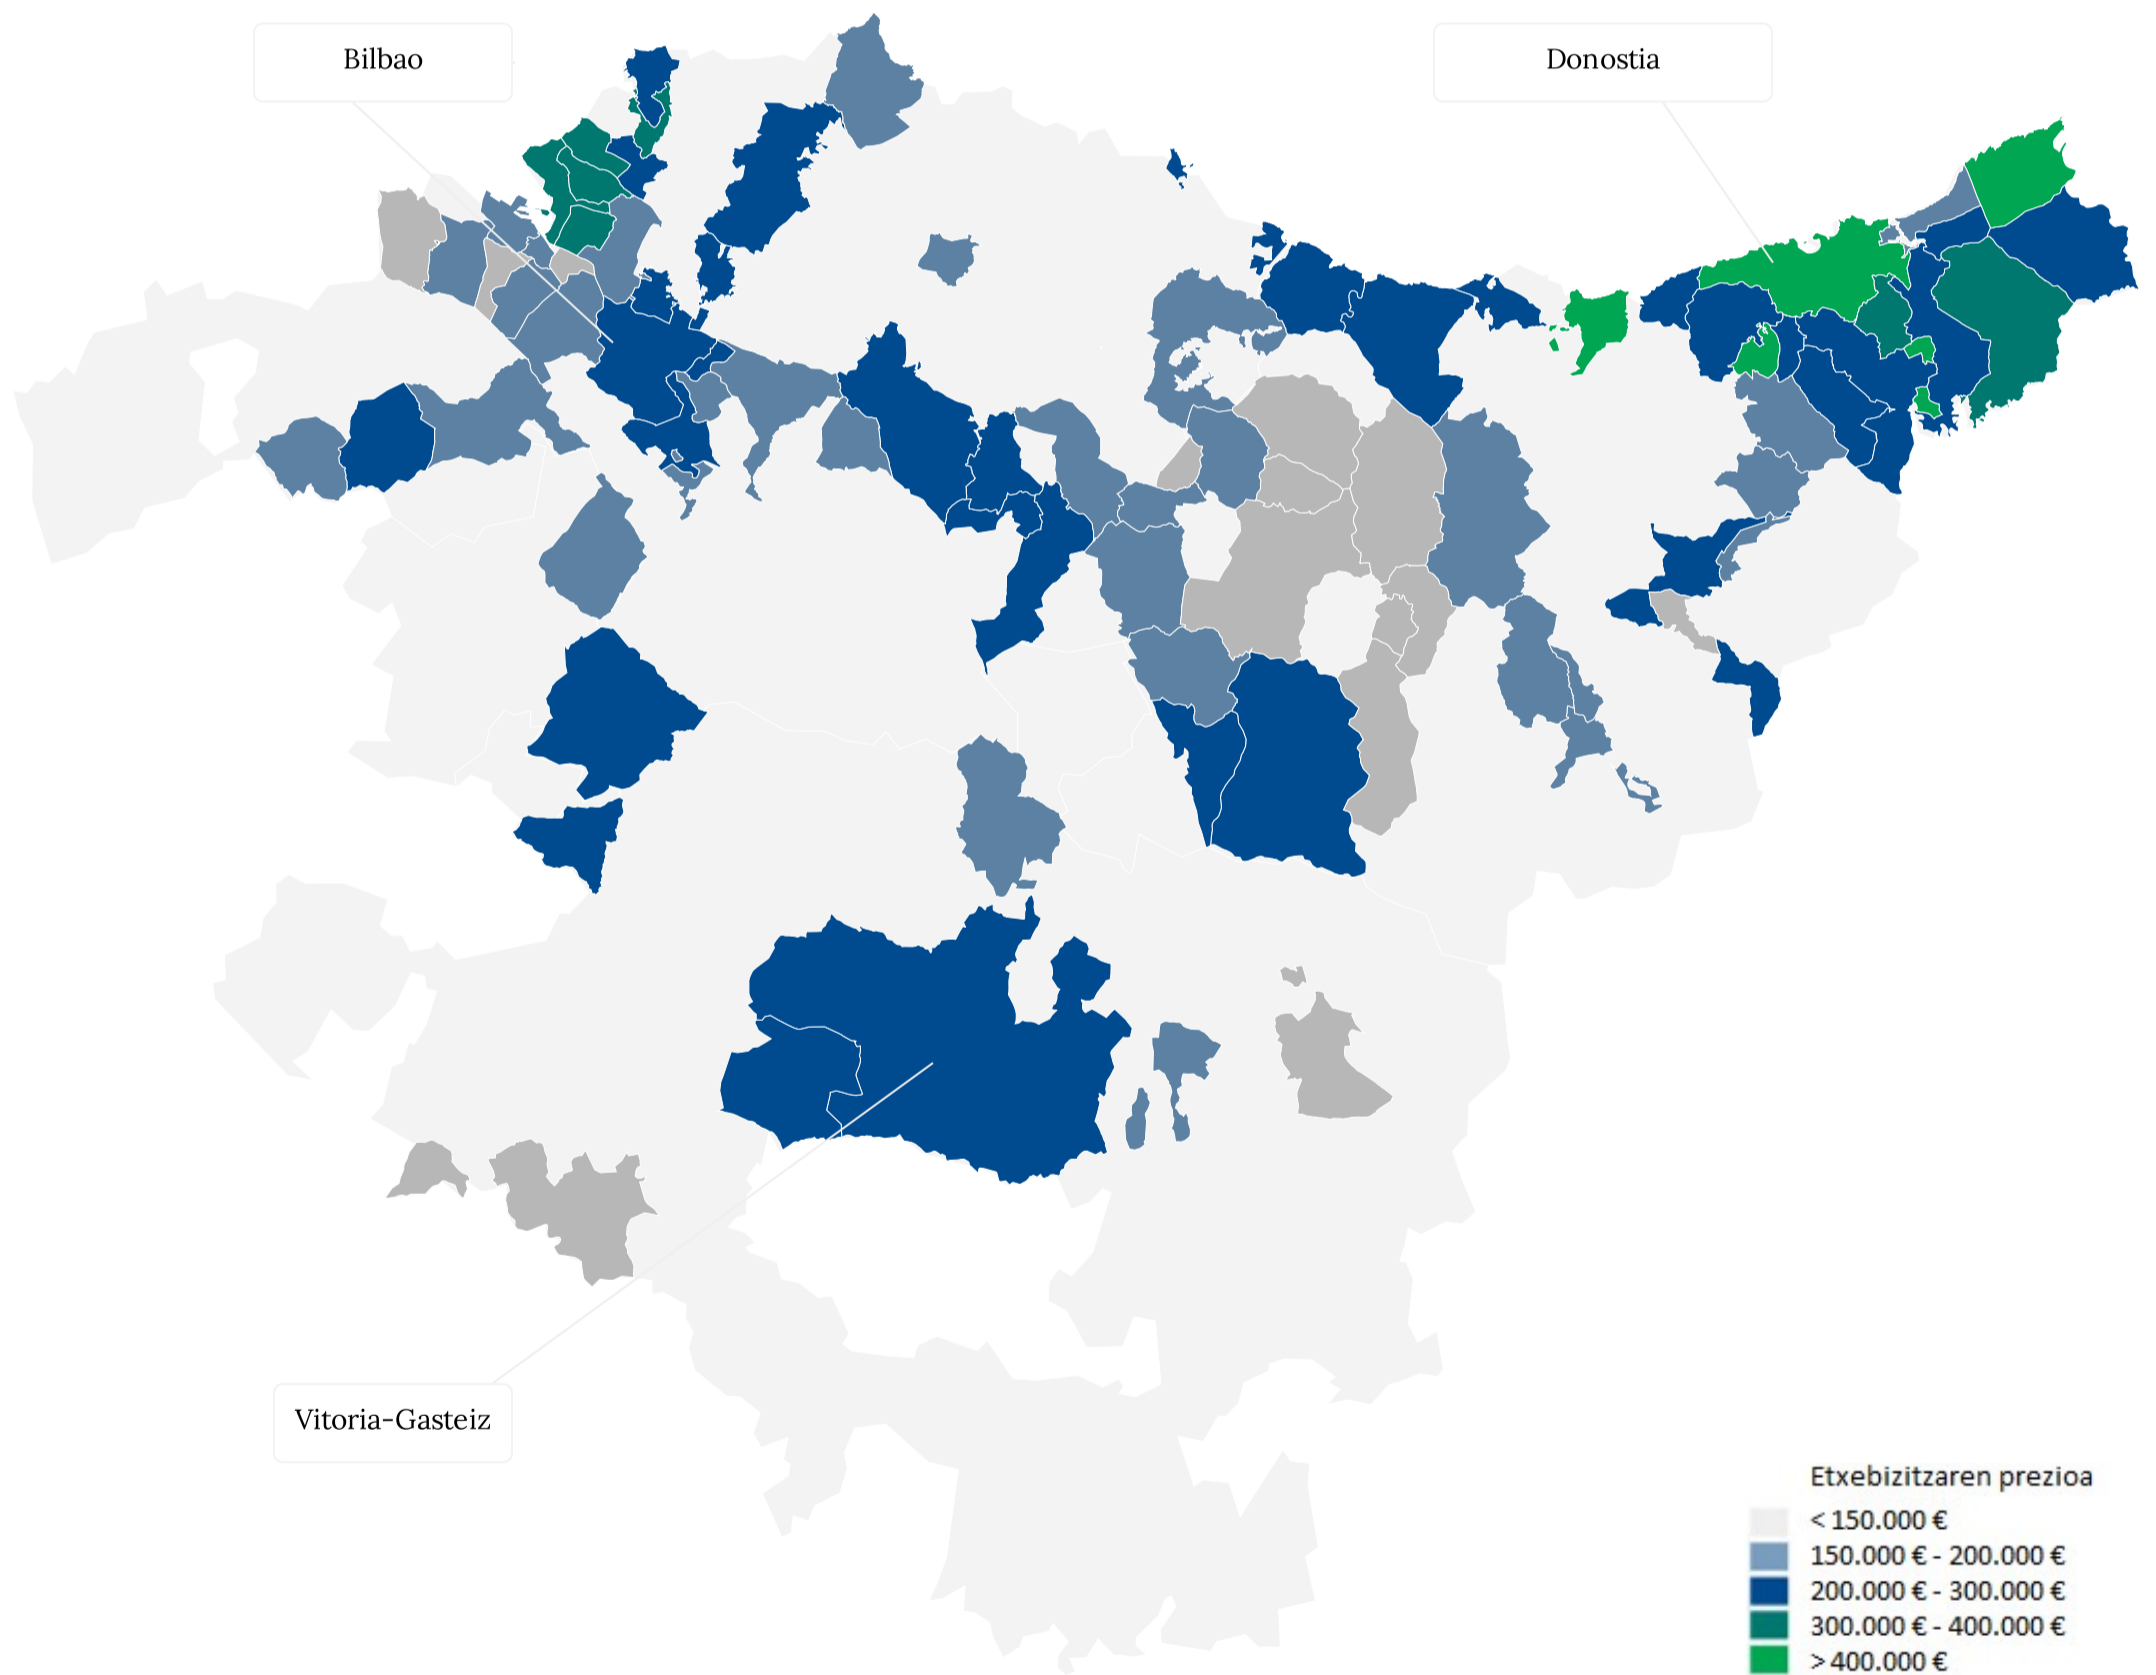 Bilbao
Donostia
Vitoria-Gasteiz
Etxebizitzaren prezioa
< 150.000 €
150.000 € - 200.000 €
200.000 € - 300.000 €
300.000 € - 400.000 €
> 400.000 €